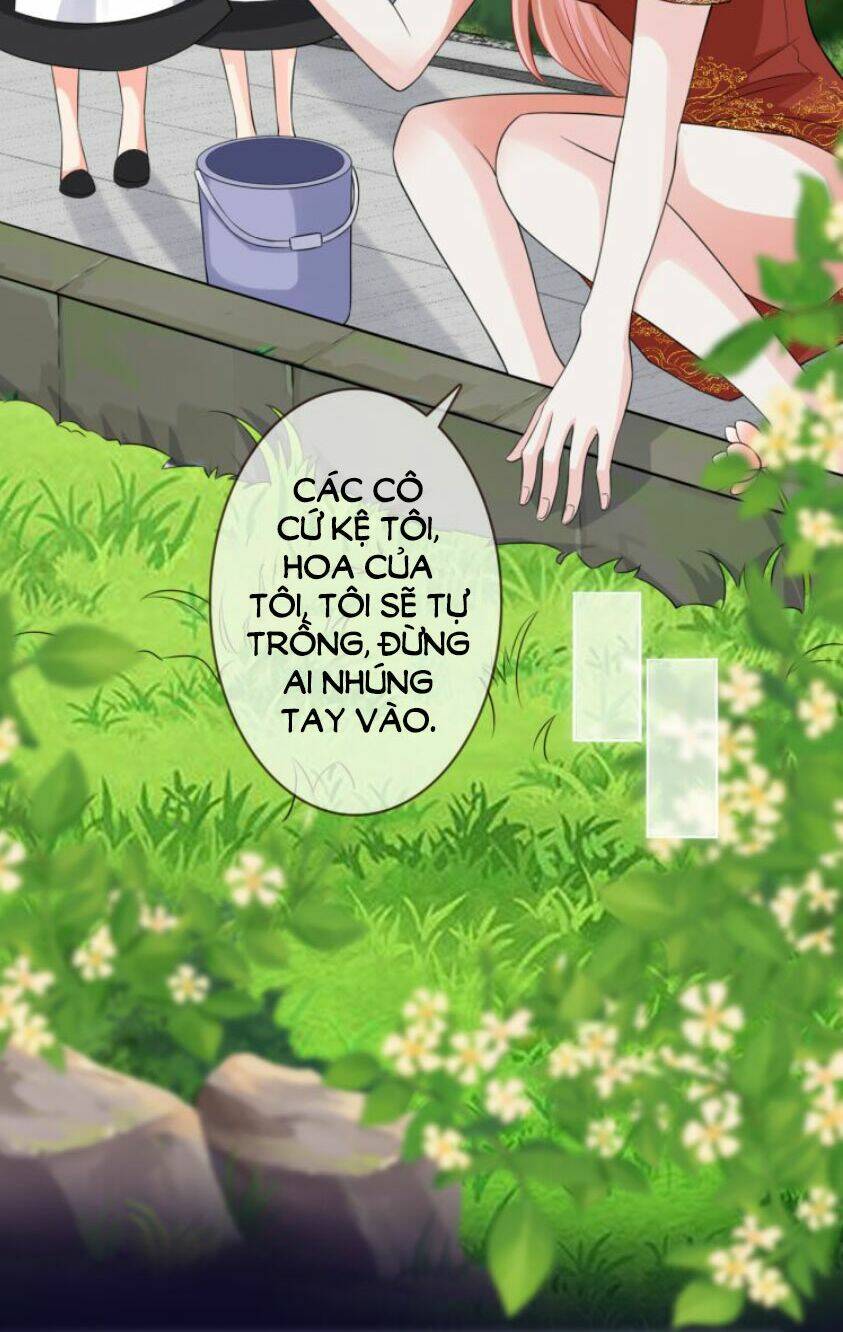 CÁC CÔ
CỨ KỆ TÔI,
HOA CỦA
TÔI, TÔI SẼ TỰ
TRỒNG, ĐỪNG
AI NHÚNG
TAY VÀO.